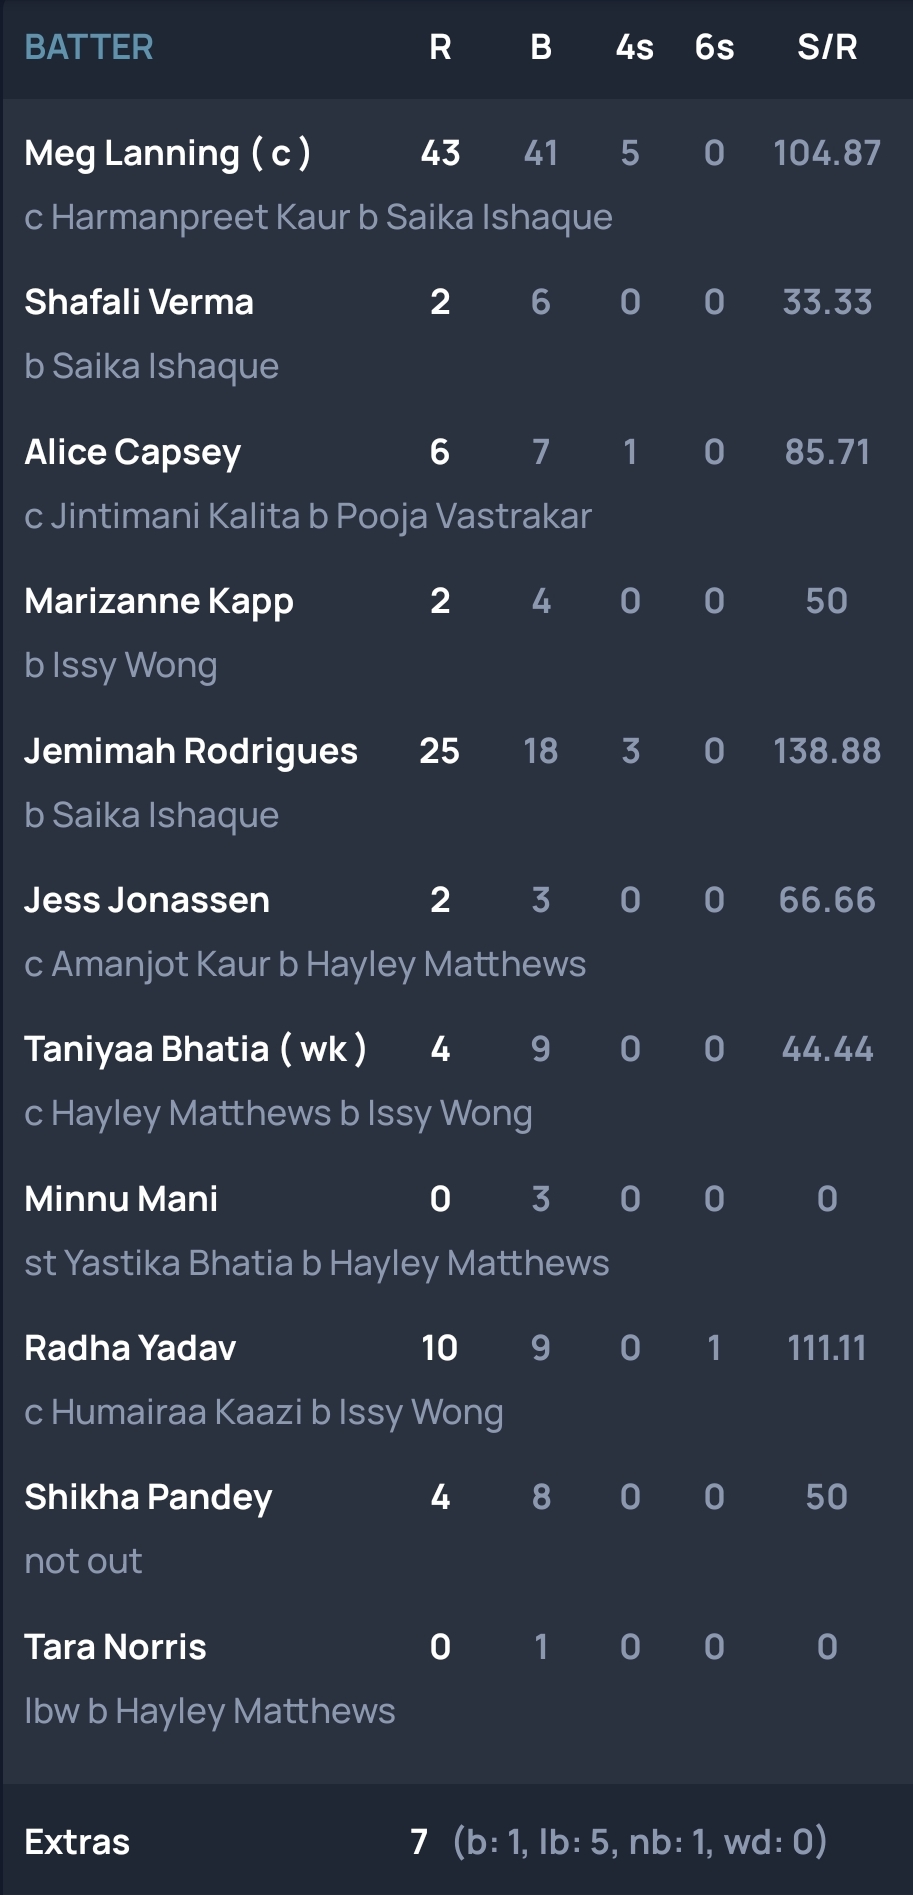 BATTER R B 4s 6s S/R
Meg Lanning ( c ) 43 41 5 0 104.87
c Harmanpreet Kaur b Saika Ishaque
Shafali Verma 2 6 0 0 33.33
b Saika Ishaque
Alice Capsey 6 7 1 0 85.71
c Jintimani Kalita b Pooja Vastrakar
Marizanne Kapp 2 4 0 0 50
b Issy Wong
Jemimah Rodrigues 25 18 3 0 138.88
b Saika Ishaque
Jess Jonassen 2 3 0 0 66.66
c Amanjot Kaur b Hayley Matthews
Taniyaa Bhatia ( wk ) 4 9 0 0 44.44
c Hayley Matthews b Issy Wong
Minnu Mani 0 3 0 0 0
st Yastika Bhatia b Hayley Matthews
Radha Yadav 10 9 0 1 111.11
c Humairaa Kaazi b Issy Wong
Shikha Pandey 4 8 0 0 50
not out
Tara Norris 0 1 0 0 0
lbw b Hayley Matthews
Extras 7 (b: 1, lb: 5, nb: 1, wd: 0)